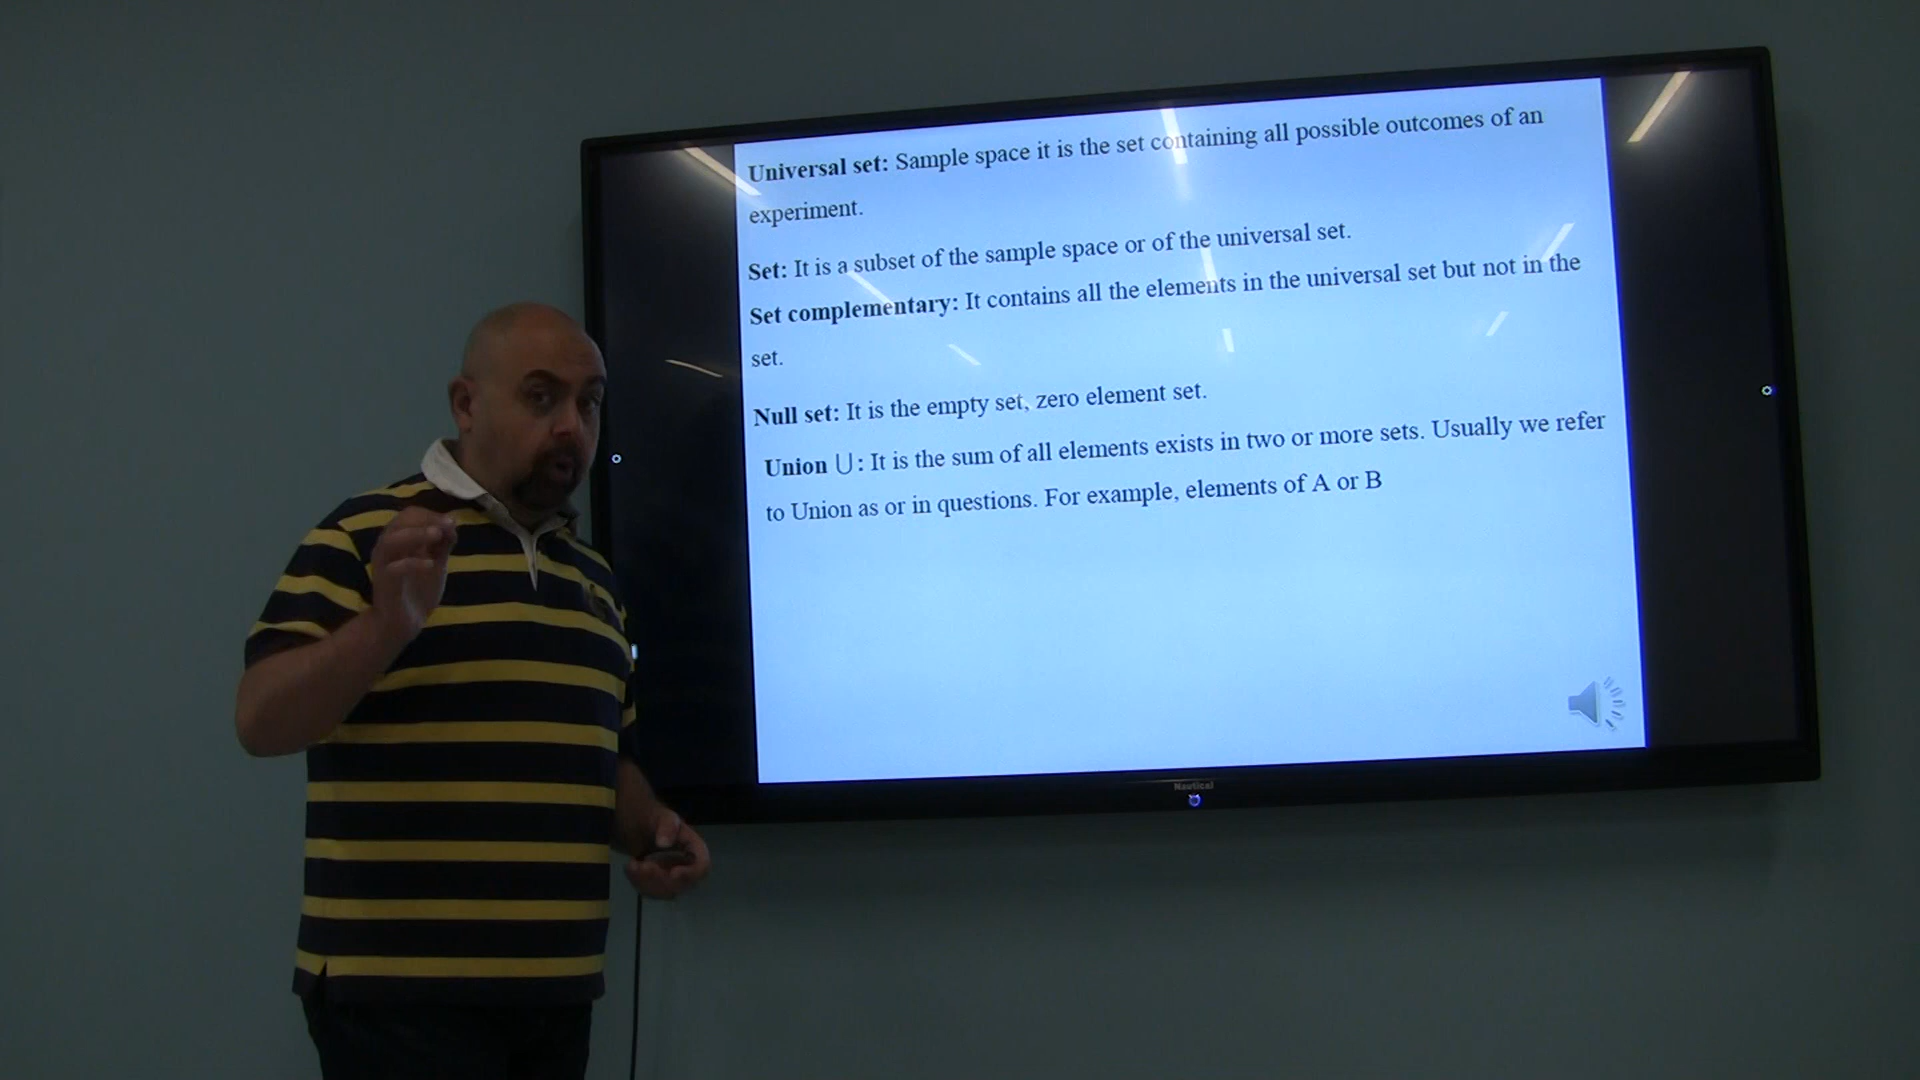 Universal set: Sample space it is the set containing all possible outcomes of an
experiment.
Set: It is a subset of the sample space or of the universal set.
Set complementary: It contains all the elements in the universal set but not in the
set.
Null set: It is the empty set, zero element set.
Union ⋃: It is the sum of all elements exists in two or more sets. Usually we refer
to Union as or in questions. For example, elements of A or B
Nautical